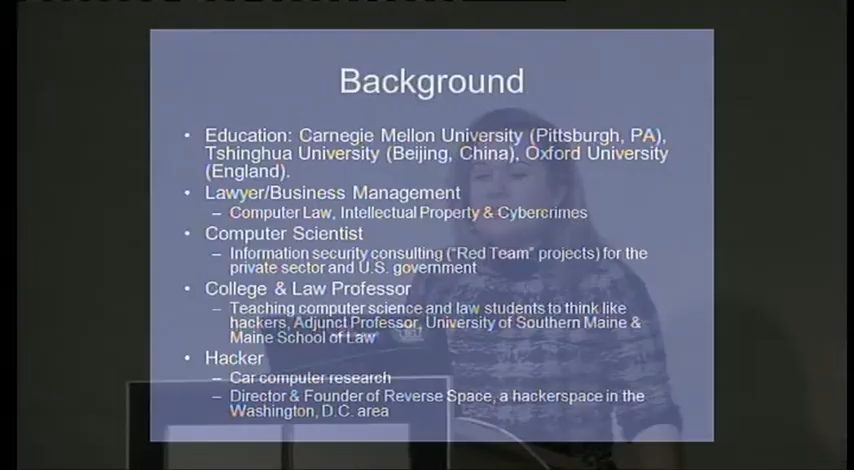 Background
• Education: Carnegie Mellon University (Pittsburgh, PA),
Tshinghua University (Beijing, China), Oxford University
(England).
• Lawyer/Business Management
– Computer Law, Intellectual Property & Cybercrimes
• Computer Scientist
– Information security consulting ("Red Team" projects) for the
private sector and U.S. government
• College & Law Professor
– Teaching computer science and law students to think like
hackers, Adjunct Professor, University of Southern Maine &
Maine School of Law
• Hacker
– Car computer research
– Director & Founder of Reverse Space, a hackerspace in the
Washington, D.C. area